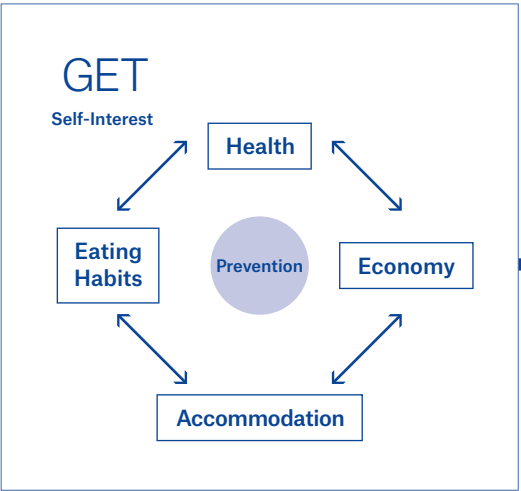 GET
Self-Interest
Health
Eating
Habits
Prevention
Economy
Accommodation